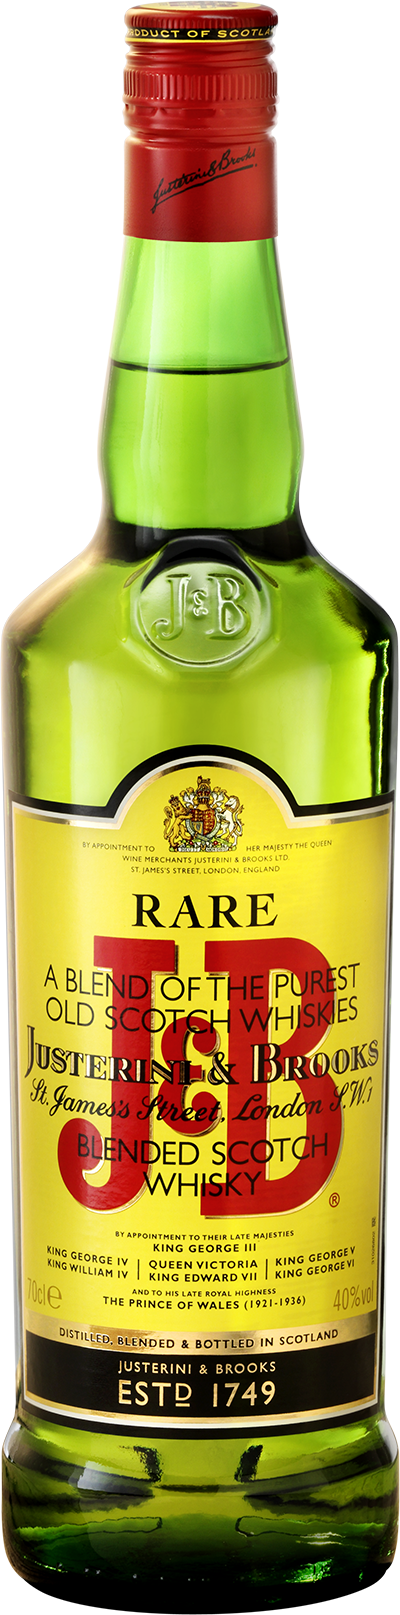 PRODUCT OF SCOTLA
Justerini & Brooks
J&B
BY APPOINTMENT TO HER MAJESTY THE QUEEN
WINE MERCHANTS JUSTERINI & BROOKS LTD.
ST. JAMES'S STREET, LONDON, ENGLAND
RARE
J&B
A BLEND OF THE PUREST
OLD SCOTCH WHISKIES
JUSTERINI & BROOKS
St. James's Street, London S.W.1
BLENDED SCOTCH
WHISKY
®
BY APPOINTMENT TO THEIR LATE MAJESTIES
KING GEORGE III
KING GEORGE IV | QUEEN VICTORIA | KING GEORGE V
KING WILLIAM IV | KING EDWARD VII | KING GEORGE VI
AND TO HIS LATE ROYAL HIGHNESS
THE PRINCE OF WALES (1921-1936)
70cl e 40%vol
DISTILLED, BLENDED & BOTTLED IN SCOTLAND
JUSTERINI & BROOKS
ESTD 1749